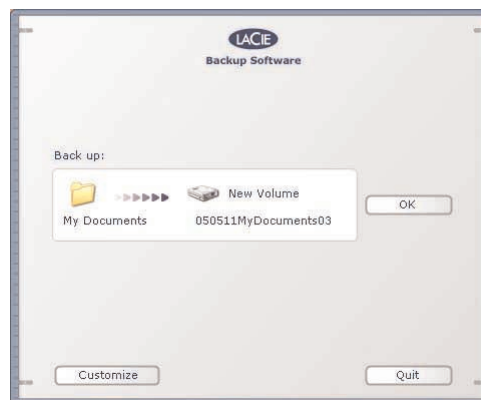 LACIE
Backup Software
Back up:
New Volume
My Documents 050511MyDocuments03
OK
Customize Quit